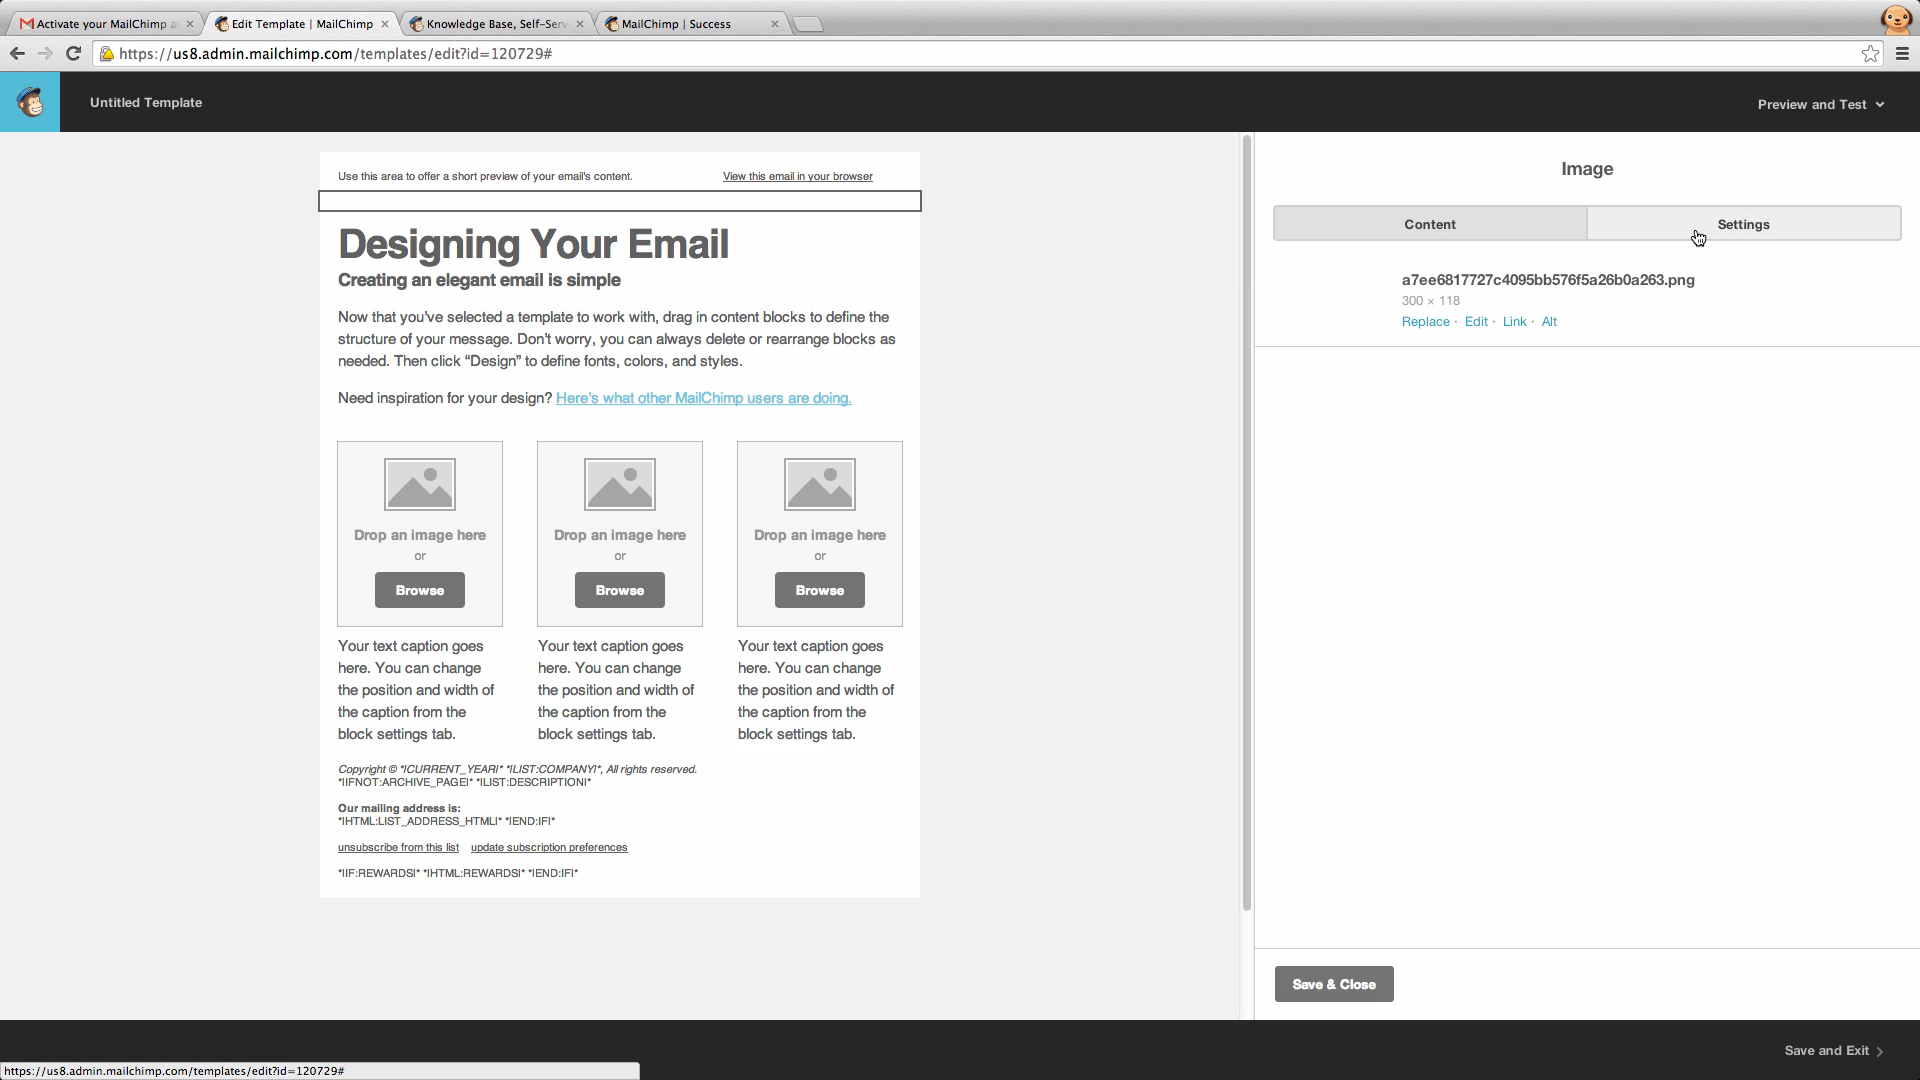 Activate your MailChimp a
Edit Template | MailChimp
Knowledge Base, Self-Serv
MailChimp | Success
https://us8.admin.mailchimp.com/templates/edit?id=120729#
Untitled Template
Preview and Test
Use this area to offer a short preview of your email's content.
View this email in your browser
Designing Your Email
Creating an elegant email is simple
Now that you've selected a template to work with, drag in content blocks to define the
structure of your message. Don't worry, you can always delete or rearrange blocks as
needed. Then click “Design” to define fonts, colors, and styles.
Need inspiration for your design? Here's what other MailChimp users are doing.
Drop an image here
or
Browse
Drop an image here
or
Browse
Drop an image here
or
Browse
Your text caption goes
here. You can change
the position and width of
the caption from the
block settings tab.
Your text caption goes
here. You can change
the position and width of
the caption from the
block settings tab.
Your text caption goes
here. You can change
the position and width of
the caption from the
block settings tab.
Copyright © *|CURRENT_YEAR|* *|LIST:COMPANY|*, All rights reserved.
*|IFNOT:ARCHIVE_PAGE|* *|LIST:DESCRIPTION|*
Our mailing address is:
*|HTML:LIST_ADDRESS_HTML|* *|END:IF|*
unsubscribe from this list update subscription preferences
*|IF:REWARDS|* *|HTML:REWARDS|* *|END:IF|*
Image
Content
Settings
a7ee6817727c4095bb576f5a26b0a263.png
300 × 118
Replace · Edit · Link · Alt
Save & Close
Save and Exit
https://us8.admin.mailchimp.com/templates/edit?id=120729#